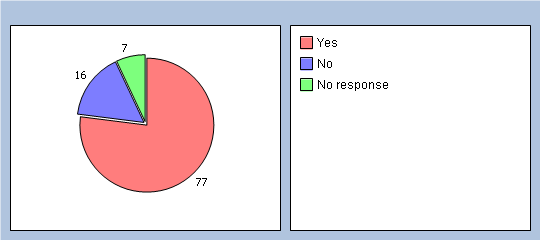 7
16
77
Yes
No
No response